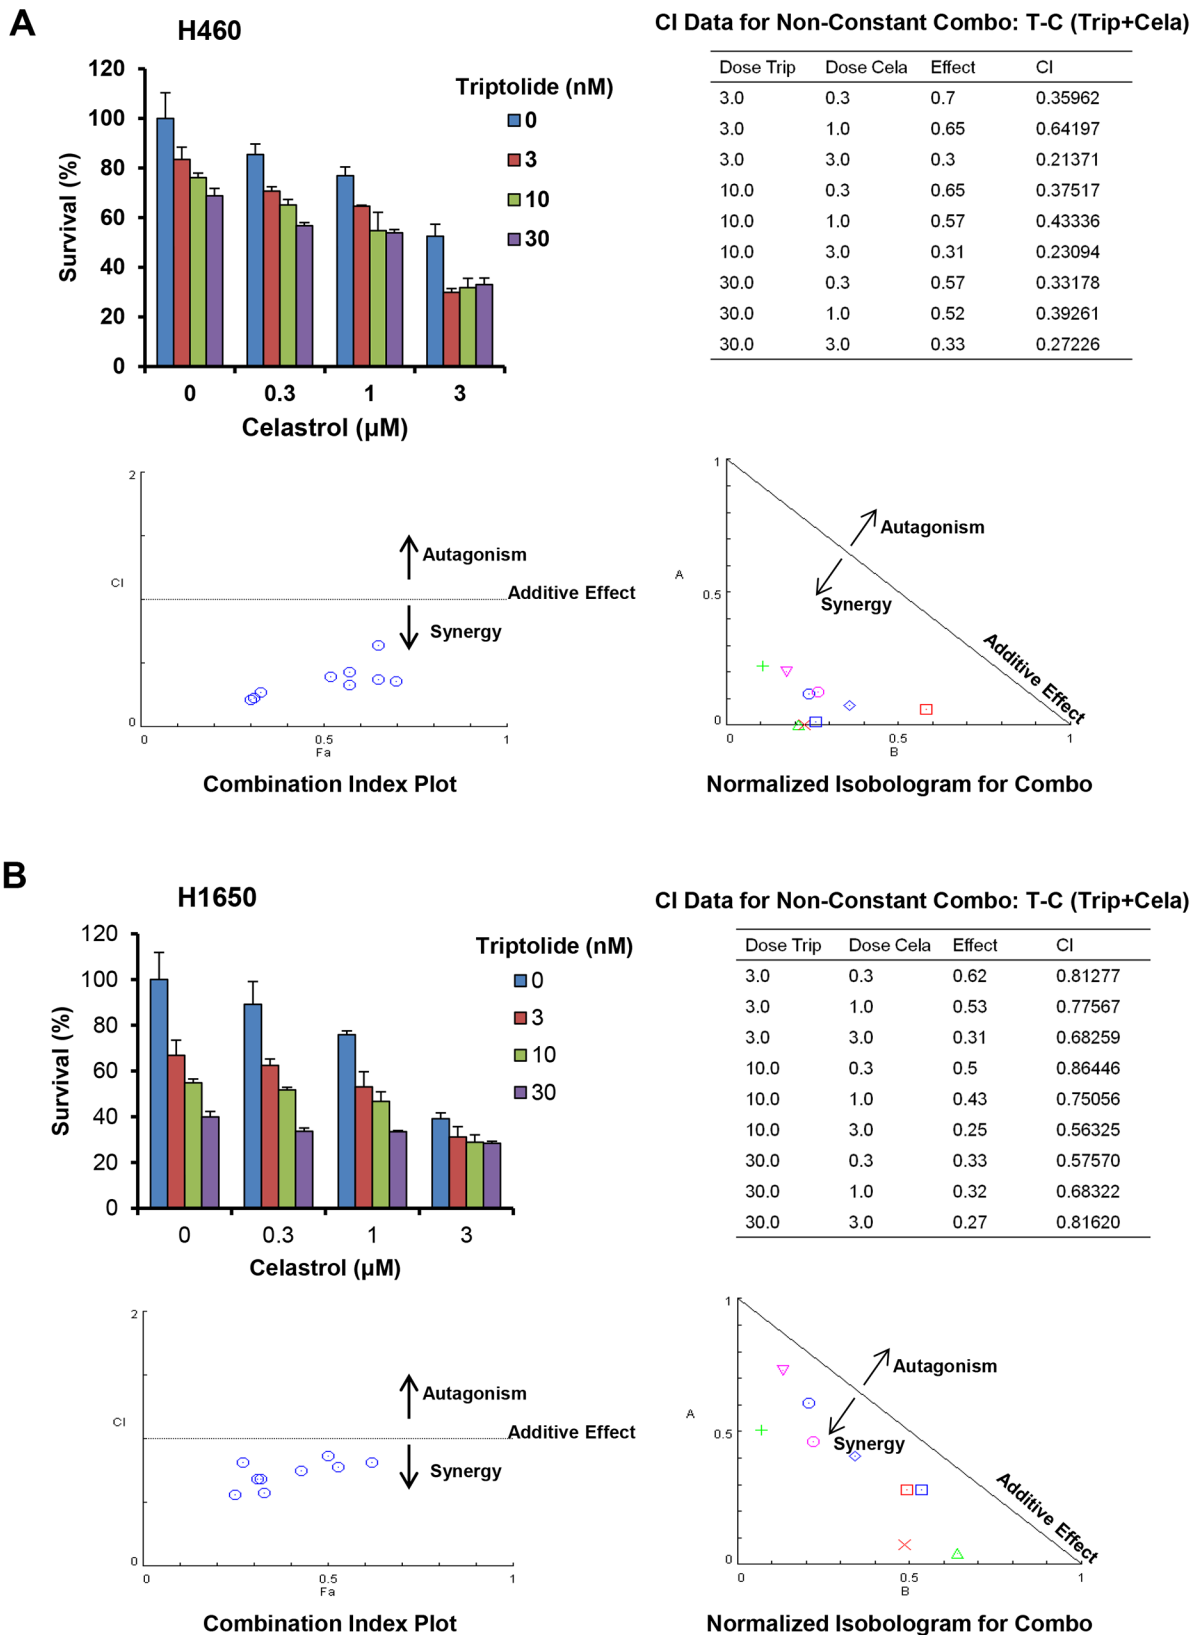 A
H460
CI Data for Non-Constant Combo: T-C (Trip+Cela)
120
100
80
60
40
20
0
Survival (%)
0 0.3 1 3
Celastrol (µM)
Triptolide (nM)
0
3
10
30
Dose Trip Dose Cela Effect CI
3.0 0.3 0.7 0.35962
3.0 1.0 0.65 0.64197
3.0 3.0 0.3 0.21371
10.0 0.3 0.65 0.37517
10.0 1.0 0.57 0.43336
10.0 3.0 0.31 0.23094
30.0 0.3 0.57 0.33178
30.0 1.0 0.52 0.39261
30.0 3.0 0.33 0.27226
2
CI
0
Autagonism
Additive Effect
Synergy
0 0.5 1
Fa
Combination Index Plot
1
A
0.5
0
Autagonism
Synergy
Additive Effect
0 0.5 1
B
Normalized Isobologram for Combo
B
H1650
CI Data for Non-Constant Combo: T-C (Trip+Cela)
120
100
80
60
40
20
0
Survival (%)
0 0.3 1 3
Celastrol (µM)
Triptolide (nM)
0
3
10
30
Dose Trip Dose Cela Effect CI
3.0 0.3 0.62 0.81277
3.0 1.0 0.53 0.77567
3.0 3.0 0.31 0.68259
10.0 0.3 0.5 0.86446
10.0 1.0 0.43 0.75056
10.0 3.0 0.25 0.56325
30.0 0.3 0.33 0.57570
30.0 1.0 0.32 0.68322
30.0 3.0 0.27 0.81620
2
CI
0
Autagonism
Additive Effect
Synergy
0 0.5 1
Fa
Combination Index Plot
1
A
0.5
0
Autagonism
Synergy
Additive Effect
0 0.5 1
B
Normalized Isobologram for Combo